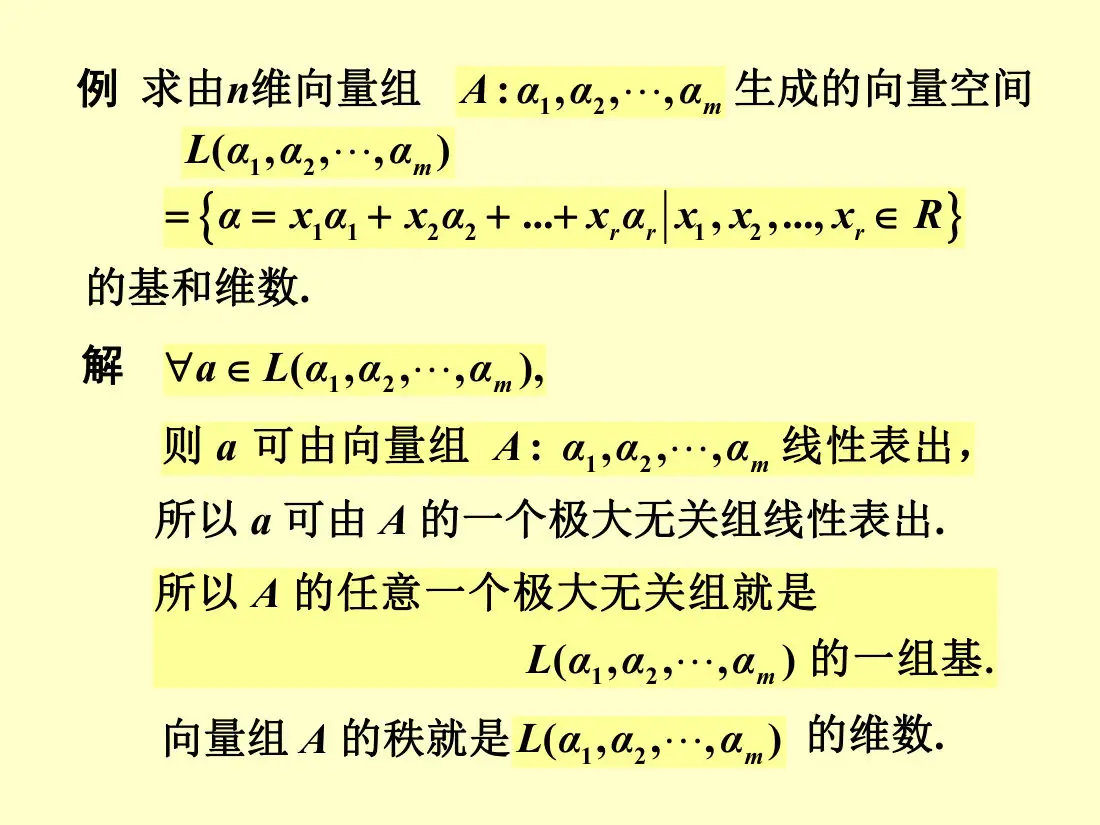 例 求由n维向量组 A:α₁,α₂,⋯,αₘ 生成的向量空间
L(α₁,α₂,⋯,αₘ)
={α = x₁α₁ + x₂α₂ + ...+ xᵣαᵣ|x₁,x₂,...,xᵣ ∈ R}
的基和维数.
解 ∀a ∈ L(α₁,α₂,⋯,αₘ),
则 a 可由向量组 A: α₁,α₂,⋯,αₘ 线性表出，
所以 a 可由 A 的一个极大无关组线性表出.
所以 A 的任意一个极大无关组就是
L(α₁,α₂,⋯,αₘ) 的一组基.
向量组 A 的秩就是L(α₁,α₂,⋯,αₘ) 的维数.